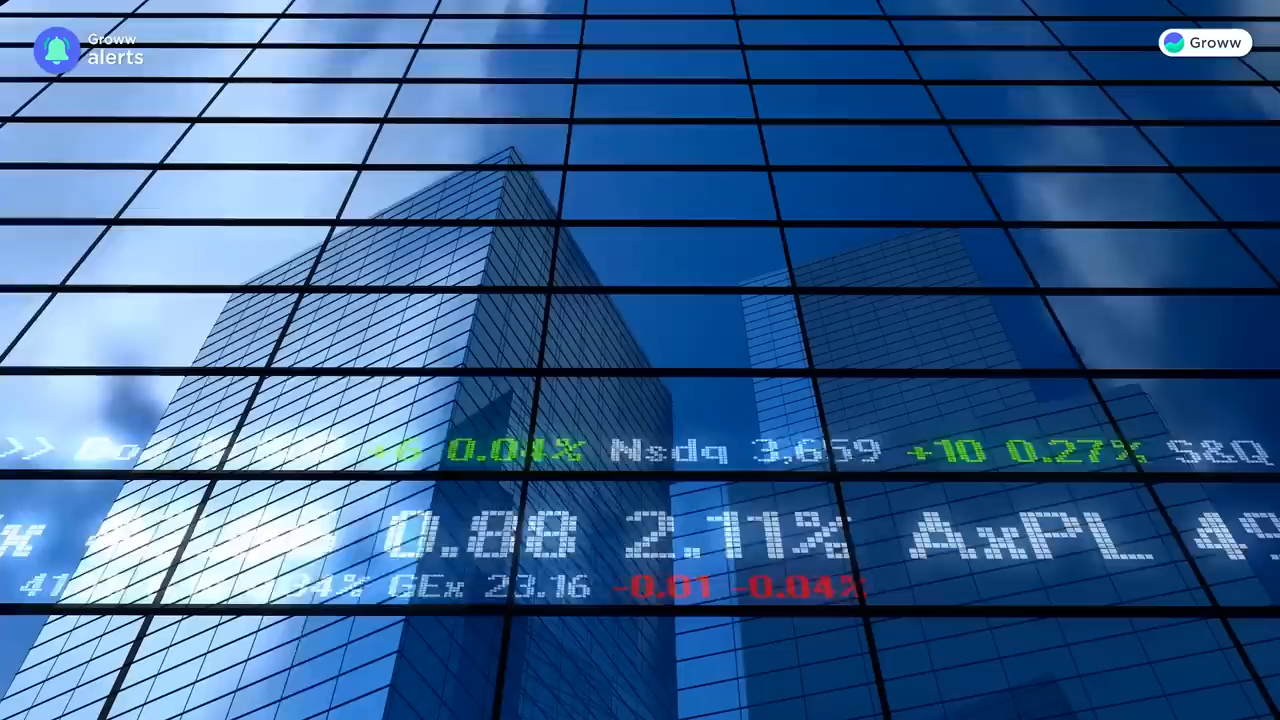 Groww
alerts
Groww
>> +6 0.04% Nsdq 3,659 +10 0.27% S&Q
0.88 2.11% AxPL
GEx 23.16 -0.01 -0.04%